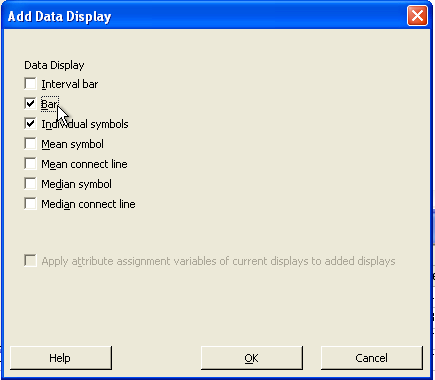 Add Data Display
Data Display
Interval bar
Bar
Individual symbols
Mean symbol
Mean connect line
Median symbol
Median connect line
Apply attribute assignment variables of current displays to added displays
Help
OK
Cancel